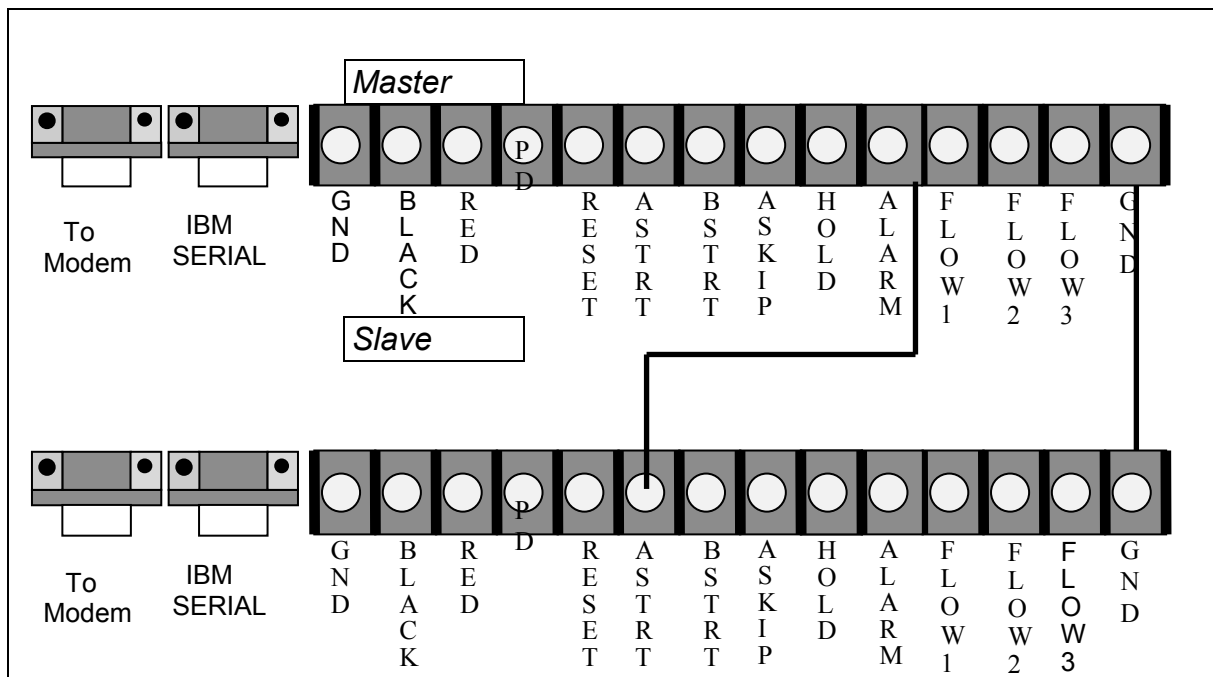 Master
To
Modem
IBM
SERIAL
GND
BLACK
RED
PD
RESET
ASTRT
BSTRT
ASKIP
HOLD
ALARM
FLOW1
FLOW2
FLOW3
GND
Slave
To
Modem
IBM
SERIAL
GND
BLACK
RED
PD
RESET
ASTRT
BSTRT
ASKIP
HOLD
ALARM
FLOW1
FLOW2
FLOW3
GND